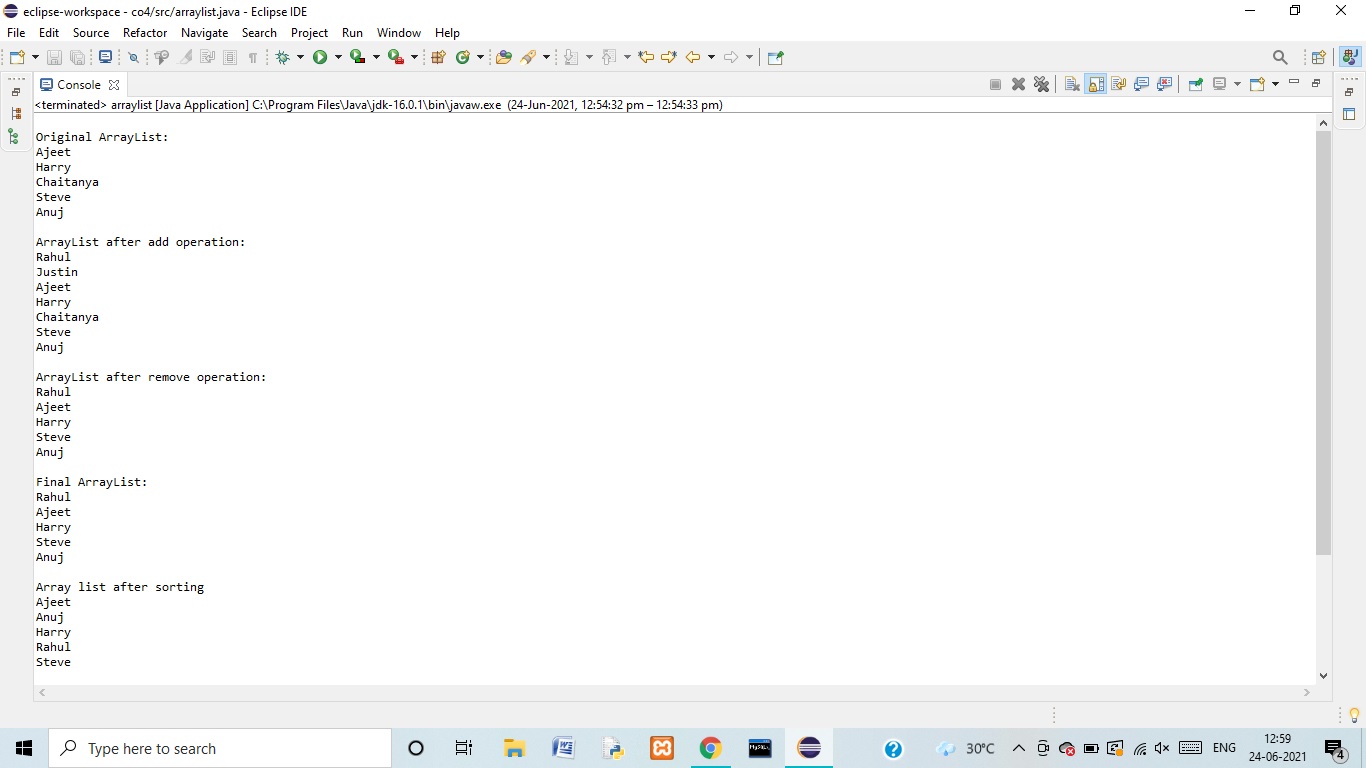 eclipse-workspace - co4/src/arraylist.java - Eclipse IDE
File Edit Source Refactor Navigate Search Project Run Window Help
Console
<terminated> arraylist [Java Application] C:\Program Files\Java\jdk-16.0.1\bin\javaw.exe (24-Jun-2021, 12:54:32 pm – 12:54:33 pm)
Original ArrayList:
Ajeet
Harry
Chaitanya
Steve
Anuj
ArrayList after add operation:
Rahul
Justin
Ajeet
Harry
Chaitanya
Steve
Anuj
ArrayList after remove operation:
Rahul
Ajeet
Harry
Steve
Anuj
Final ArrayList:
Rahul
Ajeet
Harry
Steve
Anuj
Array list after sorting
Ajeet
Anuj
Harry
Rahul
Steve
Type here to search
30°C
ENG
12:59
24-06-2021
4